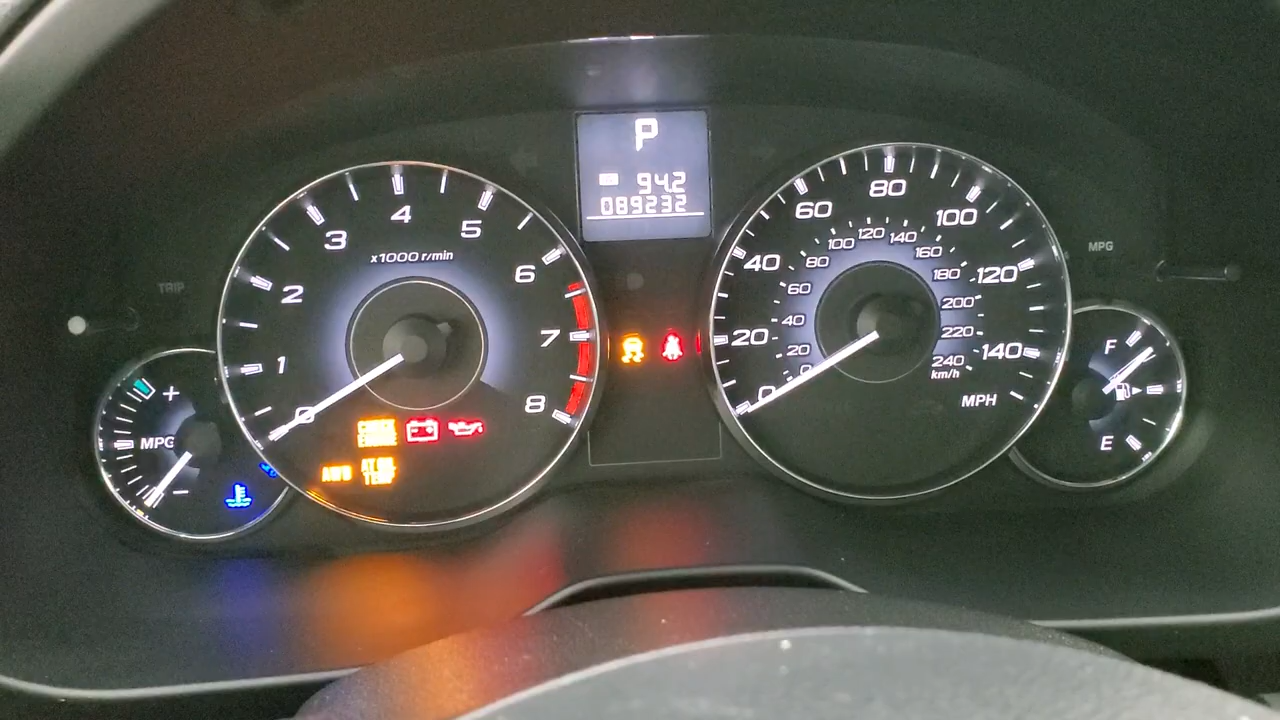 P
94.2
089232
TRIP
0
1
2
3
4
5
6
7
8
x1000 r/min
CHECK
ENGINE
AWD
AT OIL
TEMP
+
MPG
−
0
20
40
60
80
100
120
140
MPH
0
20
40
60
80
100
120
140
160
180
200
220
240
km/h
MPG
F
E